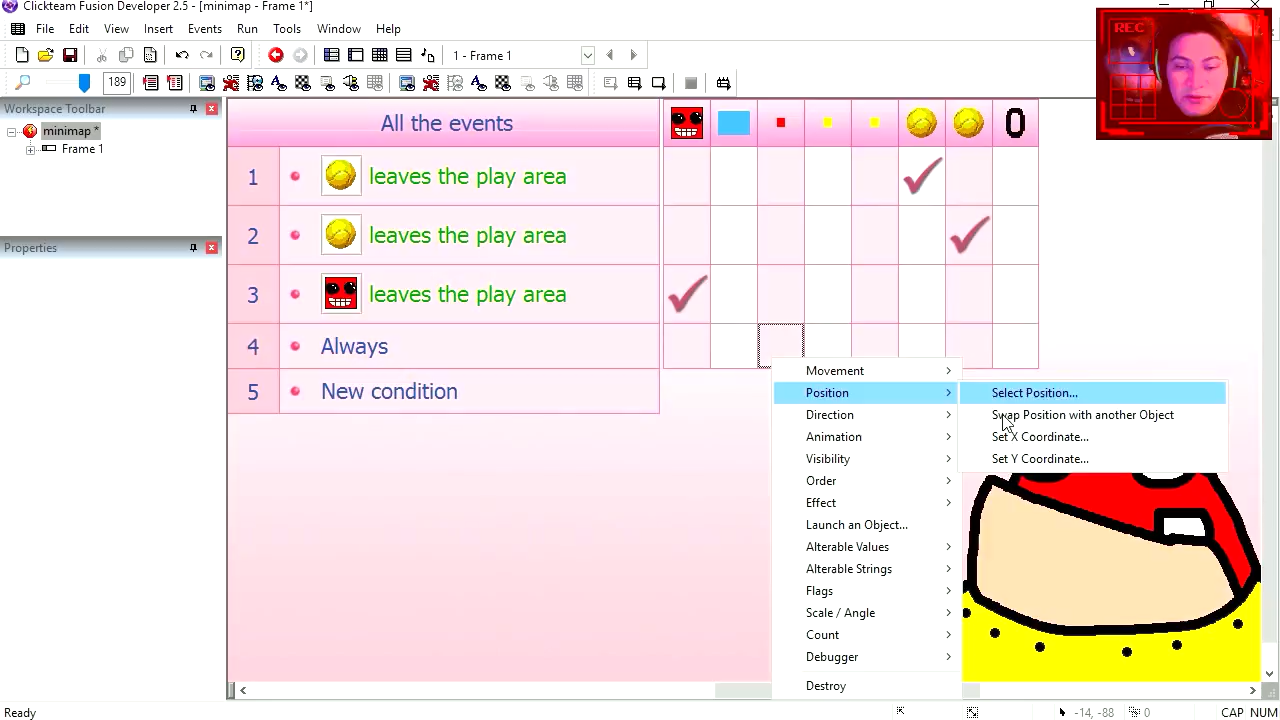 Clickteam Fusion Developer 2.5 - [minimap - Frame 1*]
File Edit View Insert Events Run Tools Window Help
1 - Frame 1
189
REC
Workspace Toolbar
minimap *
Frame 1
Properties
All the events
0
1 leaves the play area
2 leaves the play area
3 leaves the play area
4 Always
5 New condition
Movement
Position
Direction
Animation
Visibility
Order
Effect
Launch an Object...
Alterable Values
Alterable Strings
Flags
Scale / Angle
Count
Debugger
Destroy
Select Position...
Swap Position with another Object
Set X Coordinate...
Set Y Coordinate...
Ready
-14, -88
0
CAP NUM